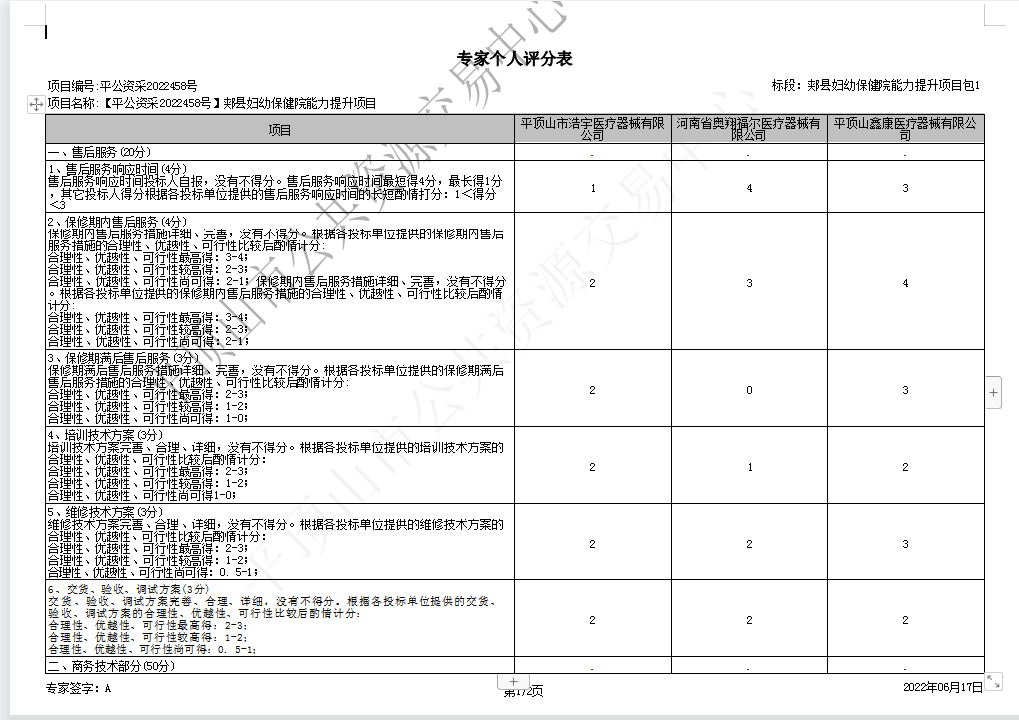 专家个人评分表
项目编号:平公资采2022458号
标段：郏县妇幼保健院能力提升项目包1
项目名称:【平公资采2022458号】郏县妇幼保健院能力提升项目
项目
平顶山市浩宇医疗器械有限
公司
河南省奥翔福尔医疗器械有
限公司
平顶山鑫康医疗器械有限公
司
一、售后服务(20分)
.
.
.
1、售后服务响应时间(4分)
售后服务响应时间投标人自报，没有不得分。售后服务响应时间最短得4分，最长得1分
，其它投标人得分根据各投标单位提供的售后服务响应时间的长短酌情打分：1＜得分
＜3
1
4
3
2、保修期内售后服务(4分)
保修期内售后服务措施详细、完善，没有不得分。根据各投标单位提供的保修期内售后
服务措施的合理性、优越性、可行性比较后酌情计分:
合理性、优越性、可行性最高得：3-4;
合理性、优越性、可行性较高得：2-3;
合理性、优越性、可行性尚可得：2-1; 保修期内售后服务措施详细、完善，没有不得分
。根据各投标单位提供的保修期内售后服务措施的合理性、优越性、可行性比较后酌情
计分:
合理性、优越性、可行性最高得：3-4;
合理性、优越性、可行性较高得：2-3;
合理性、优越性、可行性尚可得：2-1;
2
3
4
3、保修期满后售后服务(3分)
保修期满后售后服务措施详细、完善，没有不得分。根据各投标单位提供的保修期满后
售后服务措施的合理性、优越性、可行性比较后酌情计分:
合理性、优越性、可行性最高得：2-3;
合理性、优越性、可行性较高得：1-2;
合理性、优越性、可行性尚可得：1-0;
2
0
3
4、培训技术方案(3分)
培训技术方案完善、合理、详细，没有不得分。根据各投标单位提供的培训技术方案的
合理性、优越性、可行性比较后酌情计分:
合理性、优越性、可行性最高得：2-3;
合理性、优越性、可行性较高得：1-2;
合理性、优越性、可行性尚可得1-0;
2
1
2
5、维修技术方案(3分)
维修技术方案完善、合理、详细，没有不得分。根据各投标单位提供的维修技术方案的
合理性、优越性、可行性比较后酌情计分:
合理性、优越性、可行性最高得：2-3;
合理性、优越性、可行性较高得：1-2;
合理性、优越性、可行性尚可得：0.5-1;
2
2
3
6、交货、验收、调试方案(3分)
交货、验收、调试方案完善、合理、详细，没有不得分。根据各投标单位提供的交货、
验收、调试方案的合理性、优越性、可行性比较后酌情计分:
合理性、优越性、可行性最高得：2-3;
合理性、优越性、可行性较高得：1-2;
合理性、优越性、可行性尚可得：0.5-1;
2
2
2
二、商务技术部分(50分)
.
.
.
专家签字：A
第1/2页
2022年06月17日
平顶山市公共资源交易中心
平顶山市公共资源交易中心